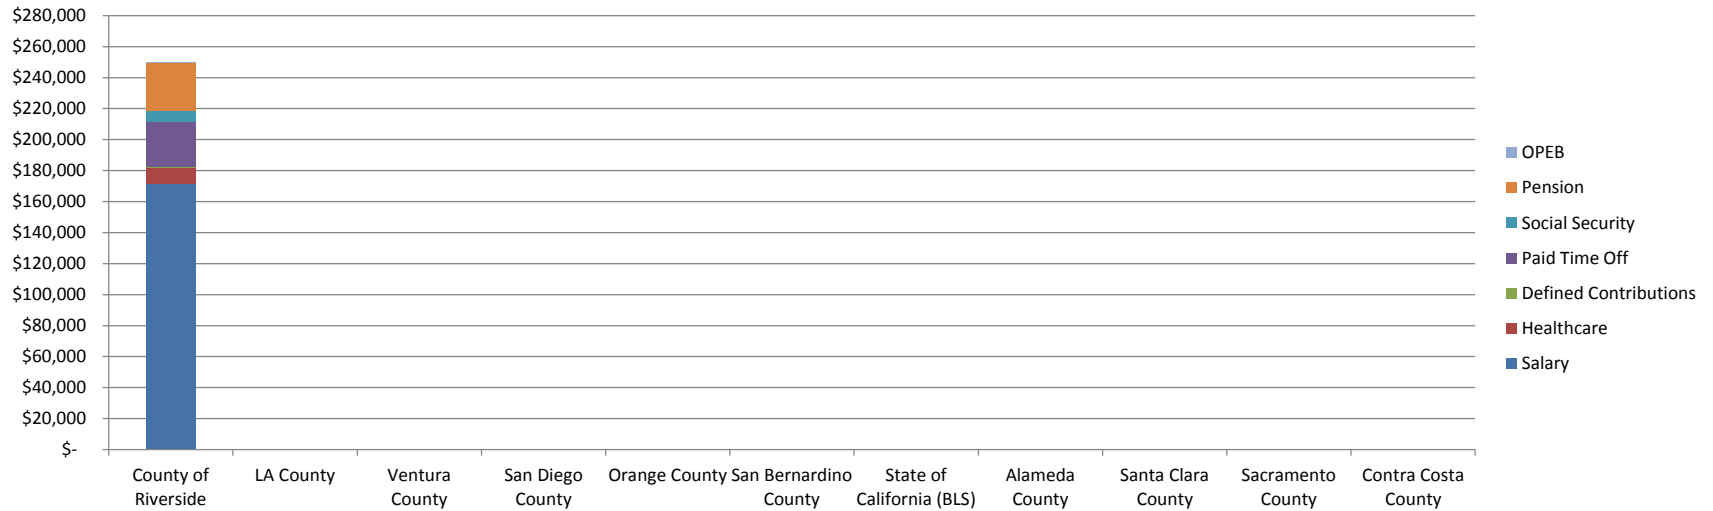 $280,000
$260,000
$240,000
$220,000
$200,000
$180,000
$160,000
$140,000
$120,000
$100,000
$80,000
$60,000
$40,000
$20,000
$-
County of
Riverside
LA County
Ventura
County
San Diego
County
Orange County
San Bernardino
County
State of
California (BLS)
Alameda
County
Santa Clara
County
Sacramento
County
Contra Costa
County
OPEB
Pension
Social Security
Paid Time Off
Defined Contributions
Healthcare
Salary